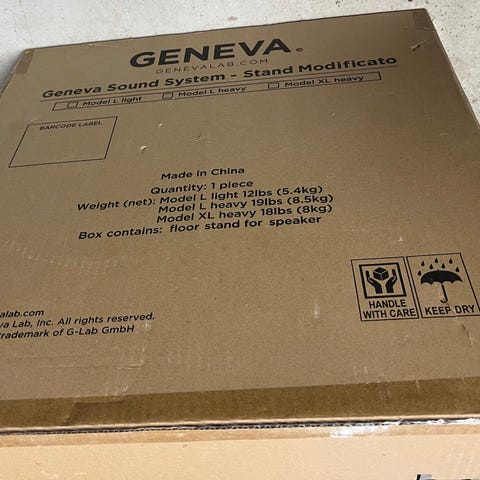 GENEVA
GENEVALAB.COM
Geneva Sound System - Stand Modificato
Model L light Model L heavy Model XL heavy
BARCODE LABEL
Made in China
Quantity: 1 piece
Weight (net): Model L light 12lbs (5.4kg)
Model L heavy 19lbs (8.5kg)
Model XL heavy 18lbs (8kg)
Box contains: floor stand for speaker
HANDLE
WITH CARE
KEEP DRY
alab.com
va Lab, Inc. All rights reserved.
trademark of G-Lab GmbH